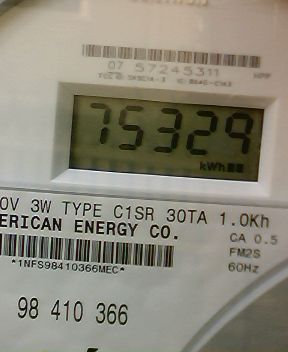 07 57245311
75329
kWh
0V 3W TYPE C1SR 30TA 1.0Kh
ERICAN ENERGY CO.
CA 0.5
FM2S
*1NFS98410366MEC*
60Hz
98 410 366